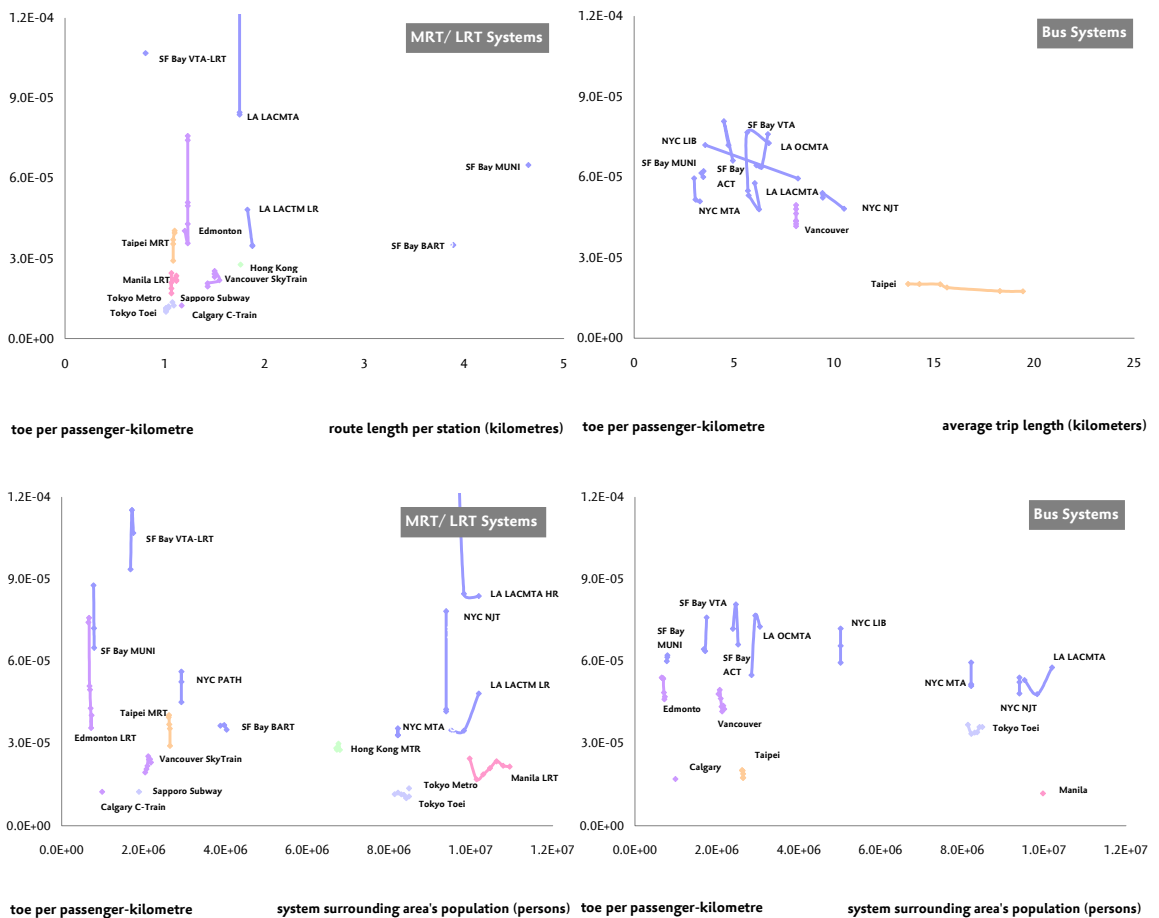 1.2E-04
MRT/ LRT Systems
SF Bay VTA-LRT
9.0E-05
LA LACMTA
SF Bay MUNI
6.0E-05
LA LACTM LR
Edmonton
Taipei MRT
SF Bay BART
3.0E-05
Hong Kong
Manila LRT
Vancouver SkyTrain
Tokyo Metro
Sapporo Subway
Tokyo Toei
Calgary C-Train
0.0E+00
0 1 2 3 4 5
toe per passenger-kilometre
route length per station (kilometres)
1.2E-04
Bus Systems
9.0E-05
SF Bay VTA
NYC LIB
LA OCMTA
SF Bay MUNI
SF Bay
ACT
6.0E-05
LA LACMTA
NYC MTA
NYC NJT
Vancouver
3.0E-05
Taipei
0.0E+00
0 5 10 15 20 25
toe per passenger-kilometre
average trip length (kilometers)
1.2E-04
MRT/ LRT Systems
SF Bay VTA-LRT
9.0E-05
LA LACMTA HR
NYC NJT
SF Bay MUNI
6.0E-05
NYC PATH
LA LACTM LR
Taipei MRT
SF Bay BART
NYC MTA
Edmonton LRT
3.0E-05
Hong Kong MTR
Vancouver SkyTrain
Manila LRT
Tokyo Metro
Sapporo Subway
Tokyo Toei
Calgary C-Train
0.0E+00
0.0E+00 2.0E+06 4.0E+06 6.0E+06 8.0E+06 1.0E+07 1.2E+07
toe per passenger-kilometre
system surrounding area's population (persons)
1.2E-04
Bus Systems
9.0E-05
SF Bay VTA
SF Bay
MUNI
LA OCMTA
NYC LIB
6.0E-05
SF Bay
ACT
LA LACMTA
NYC MTA
Edmonto
NYC NJT
Vancouver
Tokyo Toei
3.0E-05
Taipei
Calgary
Manila
0.0E+00
0.0E+00 2.0E+06 4.0E+06 6.0E+06 8.0E+06 1.0E+07 1.2E+07
toe per passenger-kilometre
system surrounding area's population (persons)